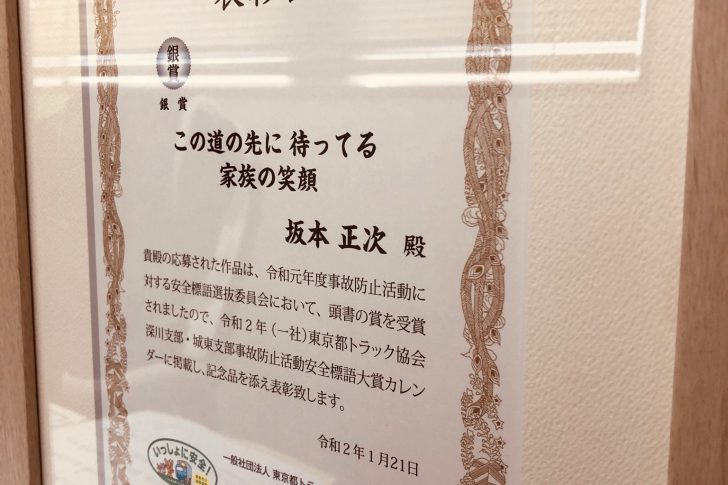 銀賞
銀賞
この道の先に 待ってる
家族の笑顔
坂本 正次 殿
貴殿の応募された作品は、令和元年度事故防止活動に
対する安全標語選抜委員会において、頭書の賞を受賞
されましたので、令和2年(一社)東京都トラック協会
深川支部・城東支部事故防止活動安全標語大賞カレン
ダーに掲載し、記念品を添え表彰致します。
令和2年1月21日
いっしょに安全!
一般社団法人 東京都トラ